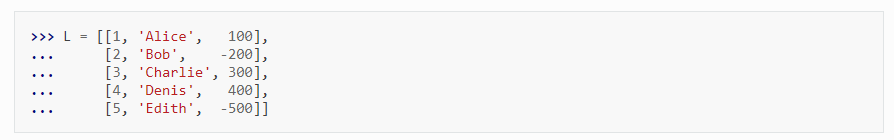 >>> L = [[1, 'Alice',   100],
...      [2, 'Bob',    -200],
...      [3, 'Charlie', 300],
...      [4, 'Denis',   400],
...      [5, 'Edith',  -500]]